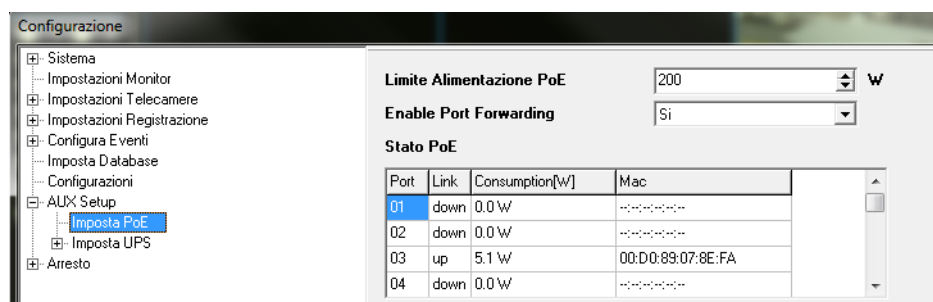 Configurazione
Sistema
Impostazioni Monitor
Impostazioni Telecamere
Impostazioni Registrazione
Configura Eventi
Imposta Database
Configurazioni
AUX Setup
Imposta PoE
Imposta UPS
Arresto
Limite Alimentazione PoE 200 W
Enable Port Forwarding Si
Stato PoE
Port Link Consumption[W] Mac
01 down 0.0 W --:--:--:--:--:--
02 down 0.0 W --:--:--:--:--:--
03 up 5.1 W 00:D0:89:07:8E:FA
04 down 0.0 W --:--:--:--:--:--